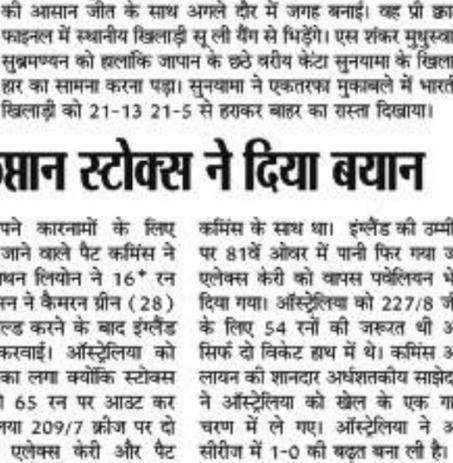 की आसान जीत के साथ अगले दौर में जगह बनाई। वह प्री क्वा
फाइनल में स्थानीय खिलाड़ी सू ली यैंग से भिड़ेंगे। एस शंकर मुथुस्वा
सुब्रमण्यन को हालांकि जापान के छठे वरीय केंटा सुनयामा के खिला
हार का सामना करना पड़ा। सुनयामा ने एकतरफा मुकाबले में भारत
खिलाड़ी को 21-13 21-5 से हराकर बाहर का रास्ता दिखाया।
प्तान स्टोक्स ने दिया बयान
पने कारनामों के लिए
जाने वाले पैट कमिंस ने
थन लियोन ने 16* रन
सन ने कैमरन ग्रीन (28)
ल्ड करने के बाद इंग्लैंड
करवाई। ऑस्ट्रेलिया को
का लगा क्योंकि स्टोक्स
65 रन पर आउट कर
लया 209/7 क्रीज पर दो
एलेक्स केरी और पैट
कमिंस के साथ था। इंग्लैंड की उम्मी
पर 81वें ओवर में पानी फिर गया ज
एलेक्स केरी को वापस पवेलियन भे
दिया गया। ऑस्ट्रेलिया को 227/8 ज
के लिए 54 रनों की जरूरत थी अ
सिर्फ दो विकेट हाथ में थे। कमिंस अ
लायन की शानदार अर्धशतकीय साझेद
ने ऑस्ट्रेलिया को खेल के एक गा
चरण में ले गए। ऑस्ट्रेलिया ने अ
सीरीज में 1-0 की बढ़त बना ली है।